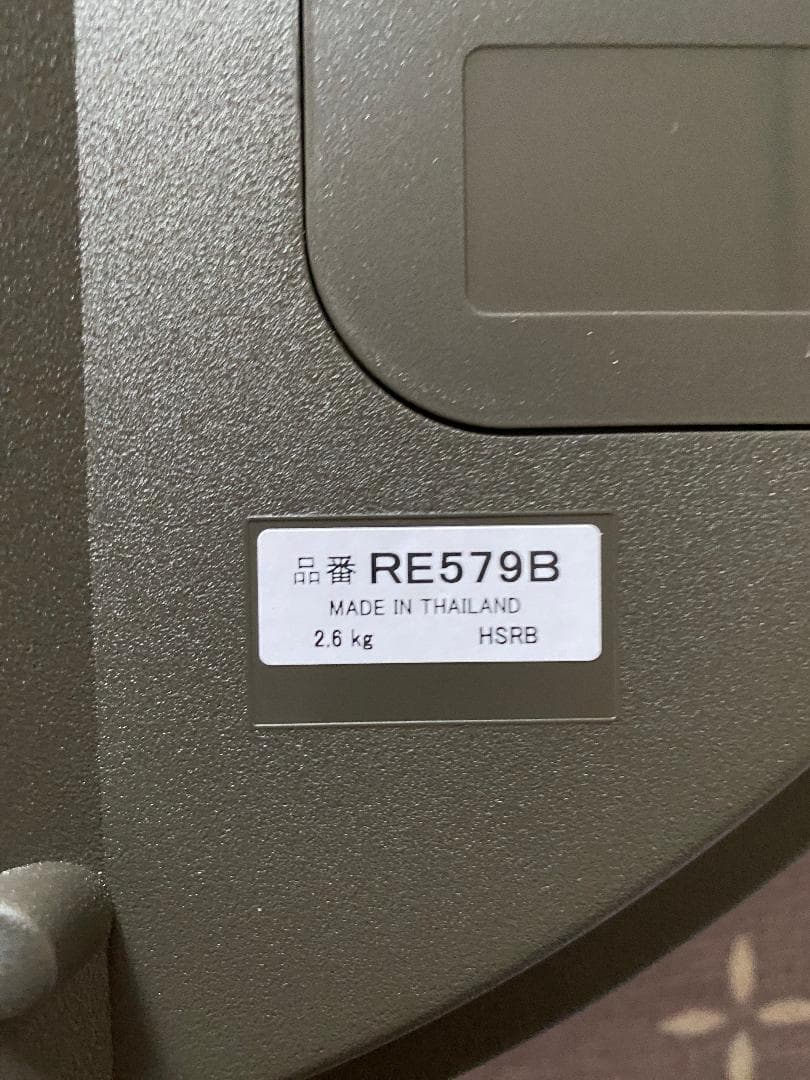 品番 RE579B
MADE IN THAILAND
2.6 kg HSRB